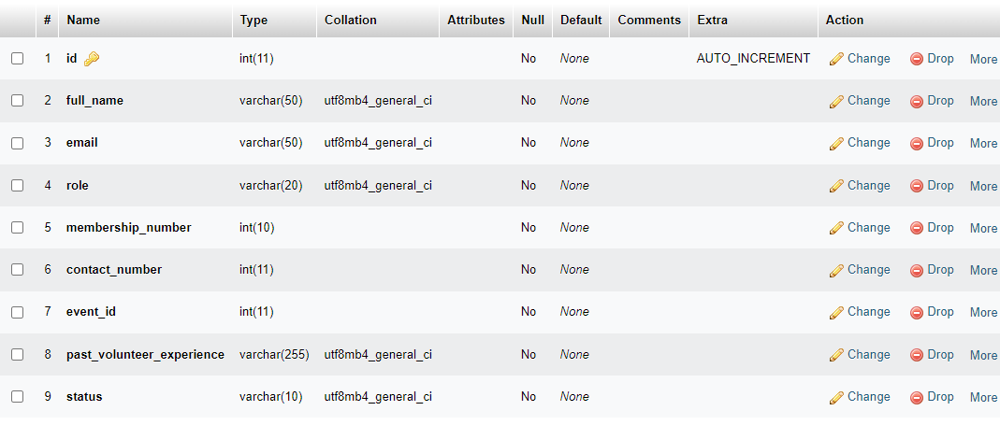 # Name Type Collation Attributes Null Default Comments Extra Action
1 id int(11) No None AUTO_INCREMENT Change Drop More
2 full_name varchar(50) utf8mb4_general_ci No None Change Drop More
3 email varchar(50) utf8mb4_general_ci No None Change Drop More
4 role varchar(20) utf8mb4_general_ci No None Change Drop More
5 membership_number int(10) No None Change Drop More
6 contact_number int(11) No None Change Drop More
7 event_id int(11) No None Change Drop More
8 past_volunteer_experience varchar(255) utf8mb4_general_ci No None Change Drop More
9 status varchar(10) utf8mb4_general_ci No None Change Drop More